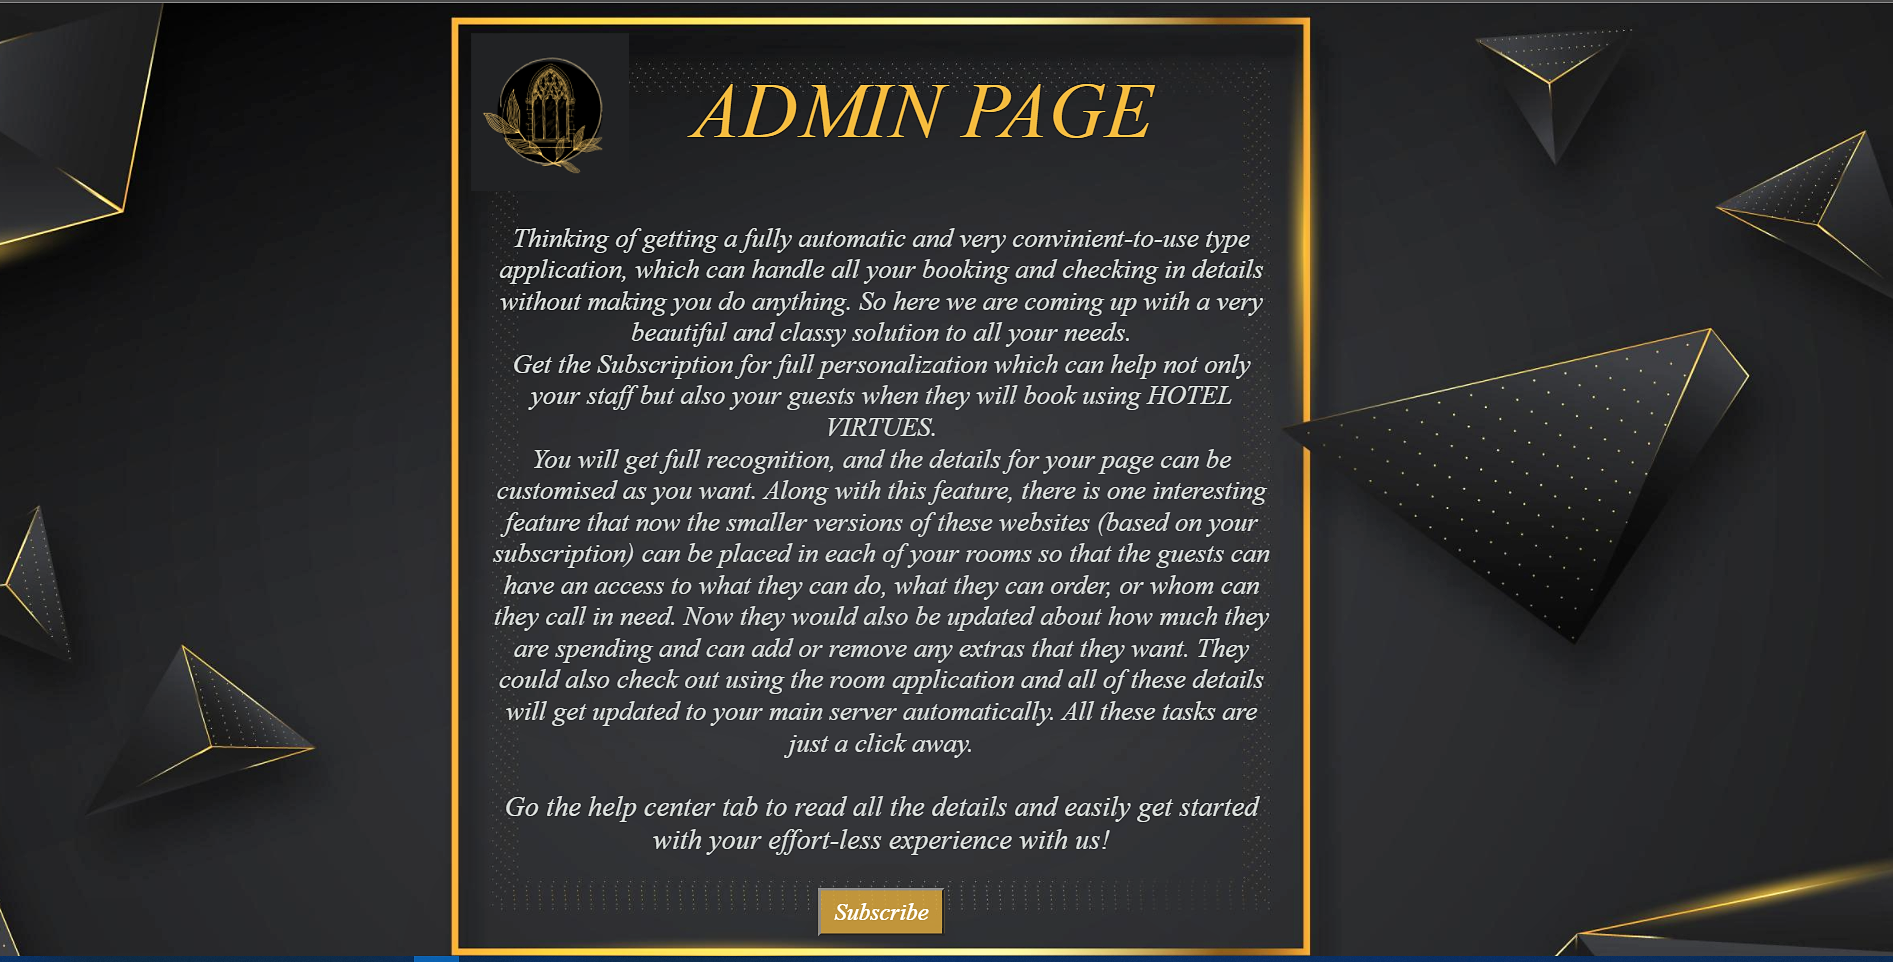 ADMIN PAGE
Thinking of getting a fully automatic and very convinient-to-use type
application, which can handle all your booking and checking in details
without making you do anything. So here we are coming up with a very
beautiful and classy solution to all your needs.
Get the Subscription for full personalization which can help not only
your staff but also your guests when they will book using HOTEL
VIRTUES.
You will get full recognition, and the details for your page can be
customised as you want. Along with this feature, there is one interesting
feature that now the smaller versions of these websites (based on your
subscription) can be placed in each of your rooms so that the guests can
have an access to what they can do, what they can order, or whom can
they call in need. Now they would also be updated about how much they
are spending and can add or remove any extras that they want. They
could also check out using the room application and all of these details
will get updated to your main server automatically. All these tasks are
just a click away.
Go the help center tab to read all the details and easily get started
with your effort-less experience with us!
Subscribe